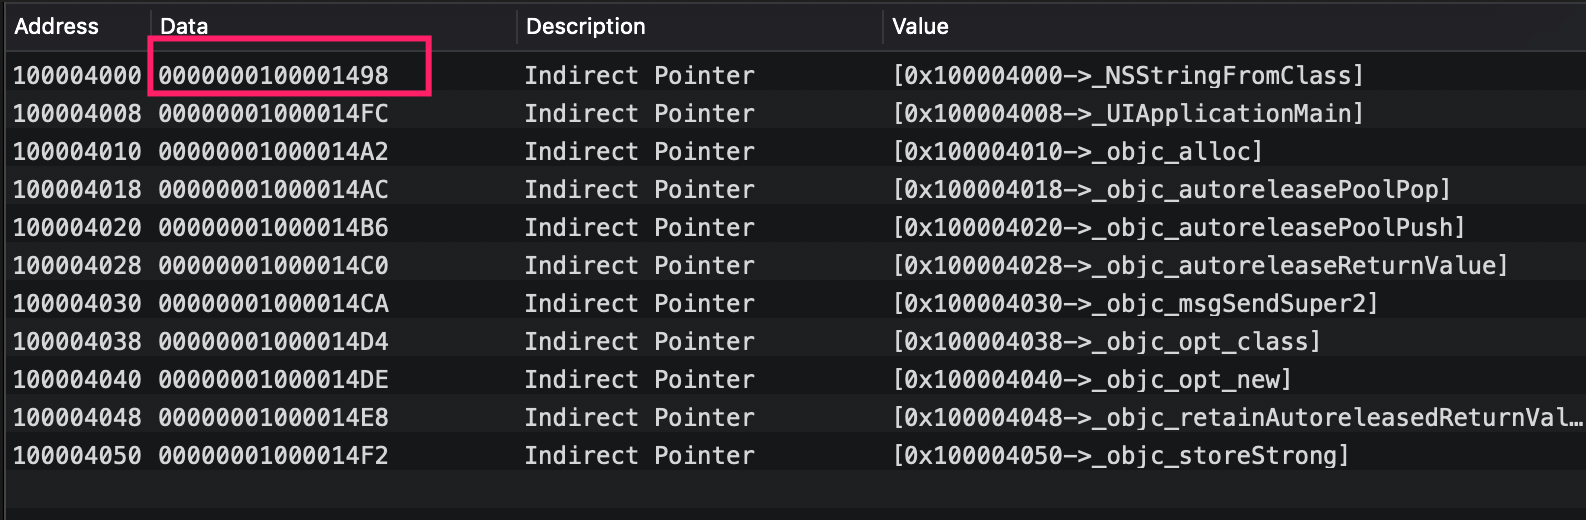 Address Data Description Value
100004000 0000000100001498 Indirect Pointer [0x100004000->_NSStringFromClass]
100004008 00000001000014FC Indirect Pointer [0x100004008->_UIApplicationMain]
100004010 00000001000014A2 Indirect Pointer [0x100004010->_objc_alloc]
100004018 00000001000014AC Indirect Pointer [0x100004018->_objc_autoreleasePoolPop]
100004020 00000001000014B6 Indirect Pointer [0x100004020->_objc_autoreleasePoolPush]
100004028 00000001000014C0 Indirect Pointer [0x100004028->_objc_autoreleaseReturnValue]
100004030 00000001000014CA Indirect Pointer [0x100004030->_objc_msgSendSuper2]
100004038 00000001000014D4 Indirect Pointer [0x100004038->_objc_opt_class]
100004040 00000001000014DE Indirect Pointer [0x100004040->_objc_opt_new]
100004048 00000001000014E8 Indirect Pointer [0x100004048->_objc_retainAutoreleasedReturnVal…
100004050 00000001000014F2 Indirect Pointer [0x100004050->_objc_storeStrong]